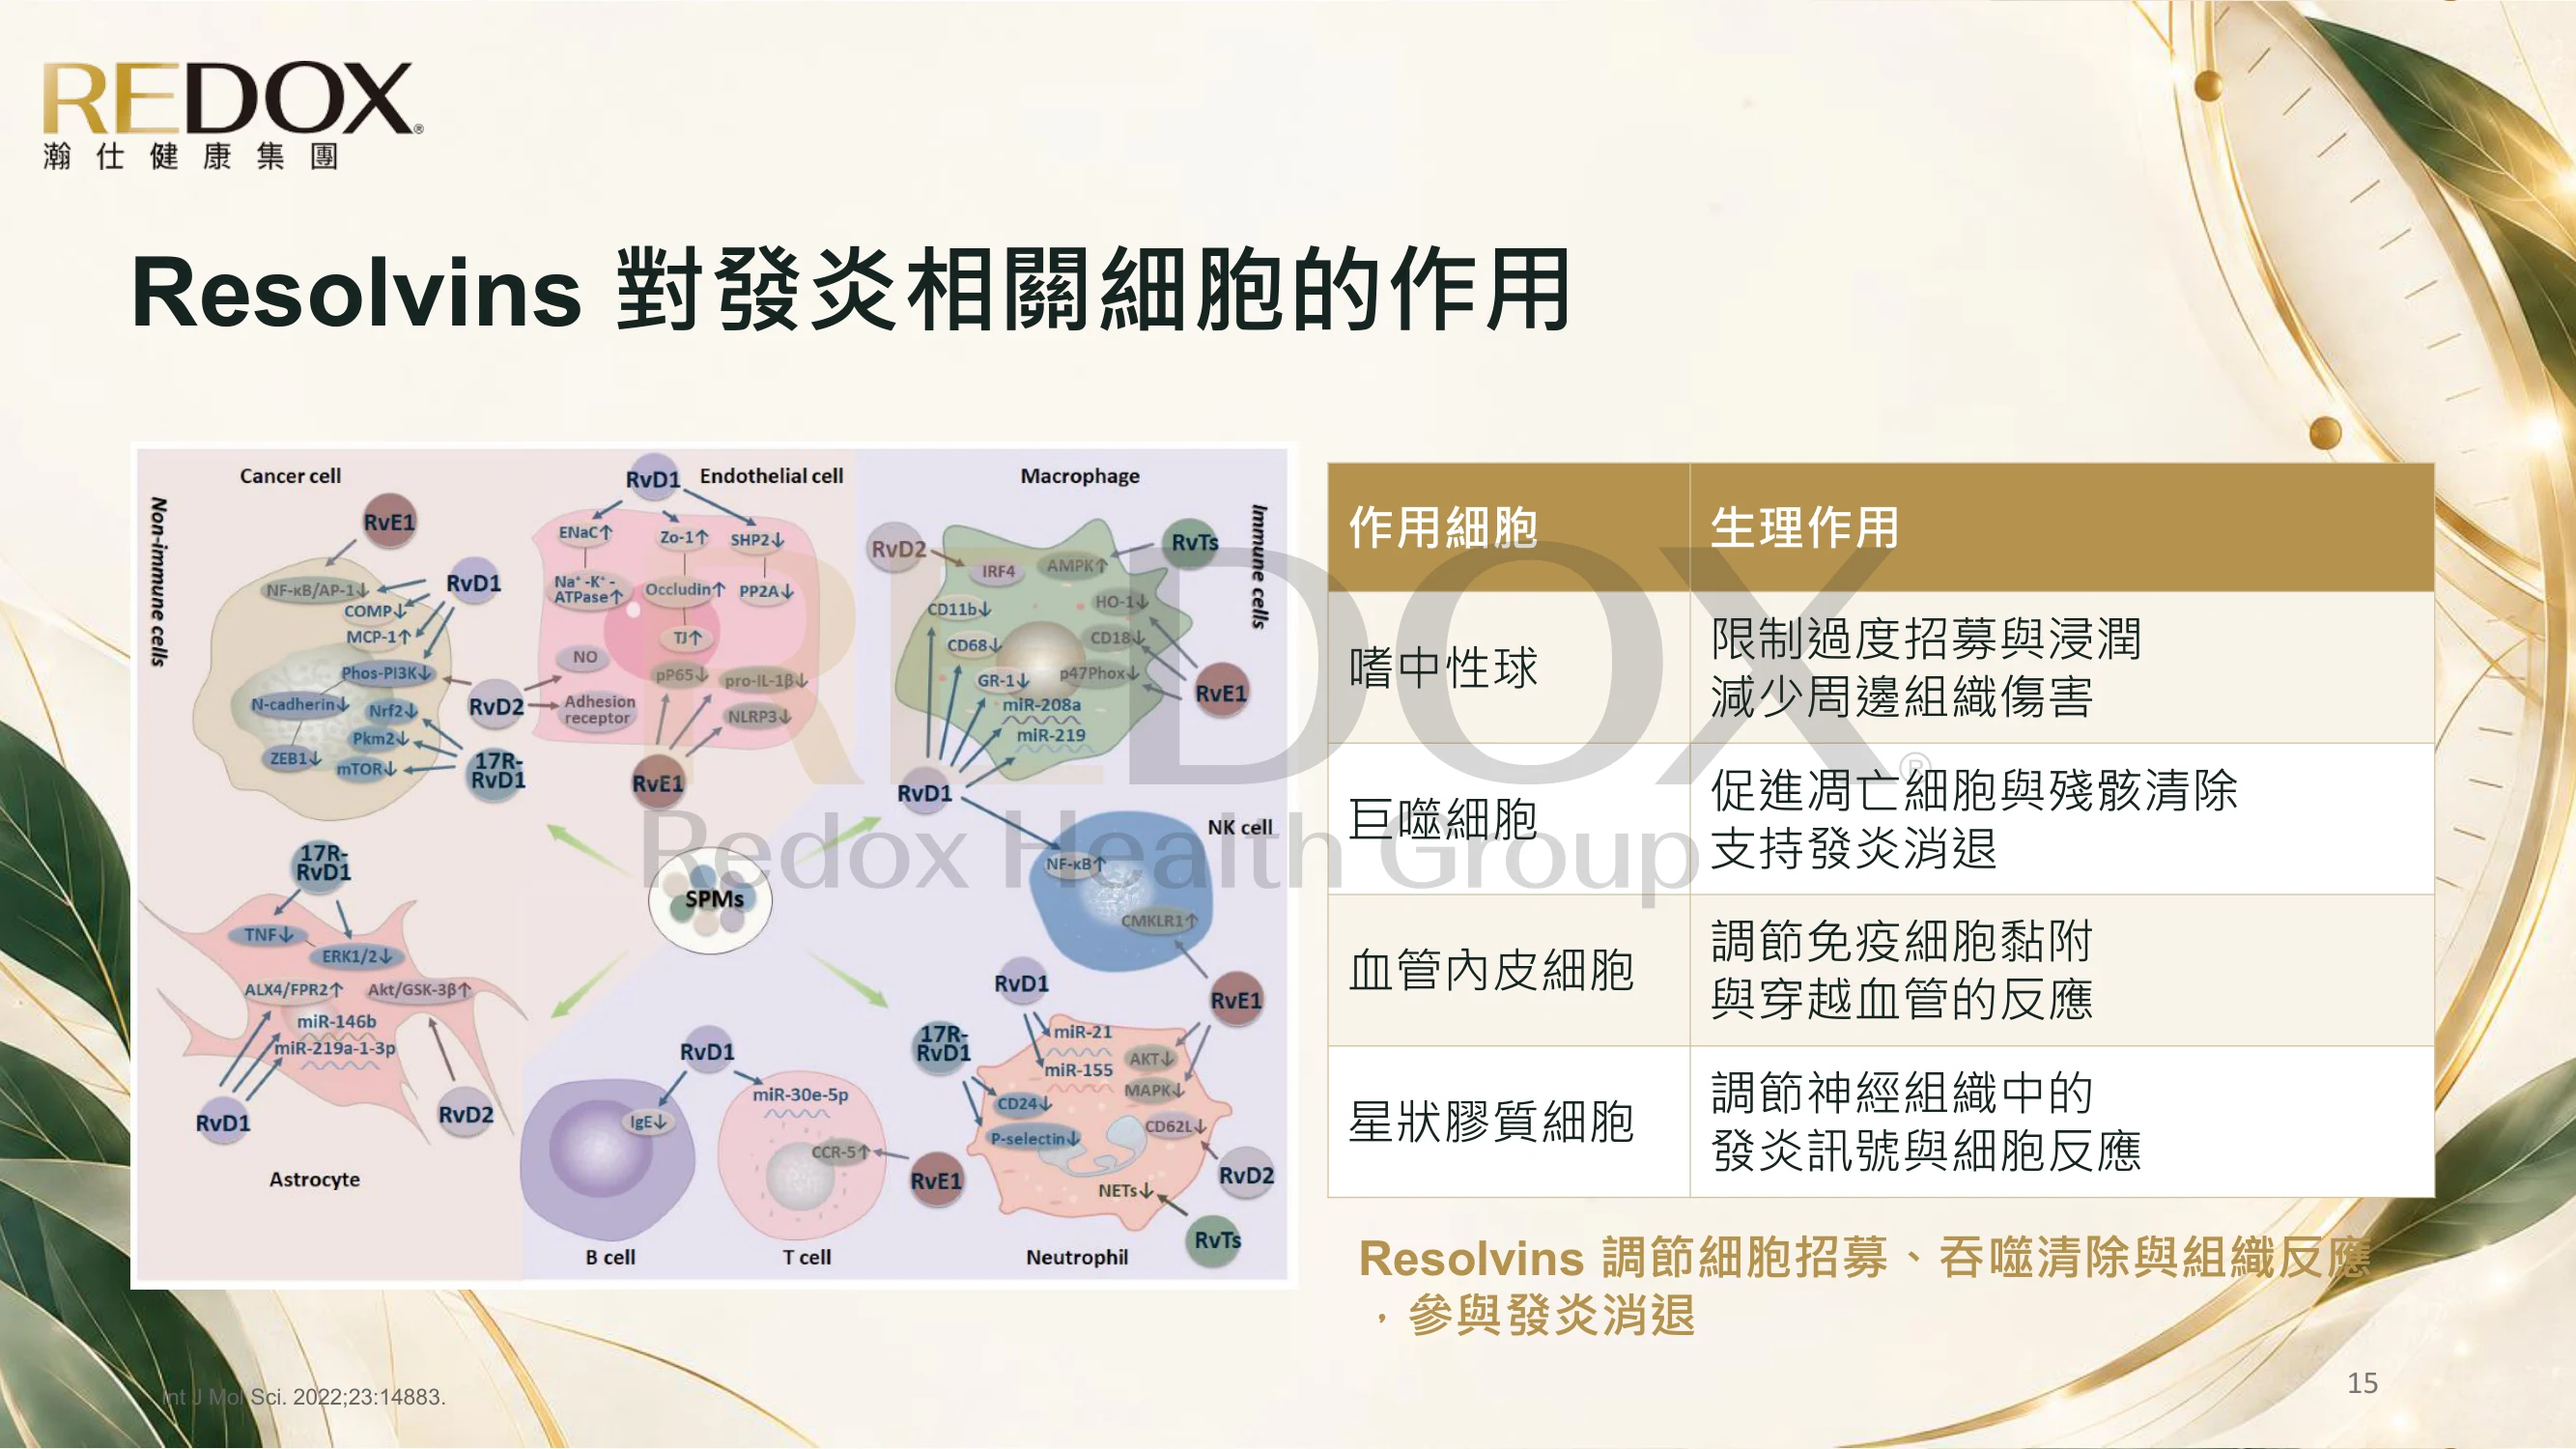 REDOX®
瀚仕健康集團
Resolvins 對發炎相關細胞的作用
Non-immune cells
Cancer cell
RvE1
RvD1
NF-κB/AP-1↓
COMP↓
MCP-1↑
Phos-PI3K↓
N-cadherin↓
Nrf2↓
Pkm2↓
ZEB1↓
mTOR↓
RvD2
17R-
RvD1
RvD1
Endothelial cell
ENaC↑
Zo-1↑
SHP2↓
Na⁺-K⁺-
ATPase↑
Occludin↑
PP2A↓
TJ↑
NO
pP65↓
pro-IL-1β↓
Adhesion
receptor
NLRP3↓
RvE1
Macrophage
Immune cells
RvD2
RvTs
IRF4
AMPK↑
CD11b↓
HO-1↓
CD68↓
CD18↓
GR-1↓
p47Phox↓
miR-208a
miR-219
RvE1
RvD1
NK cell
NF-κB↑
CMKLR1↑
RvE1
SPMs
17R-
RvD1
TNF↓
ERK1/2↓
ALX4/FPR2↑
Akt/GSK-3β↑
miR-146b
miR-219a-1-3p
RvD1
RvD2
Astrocyte
RvD1
IgE↓
miR-30e-5p
CCR-5↑
RvE1
B cell
T cell
RvD1
17R-
RvD1
miR-21
miR-155
AKT↓
MAPK↓
CD24↓
P-selectin↓
CD62L↓
RvD2
NETs↓
RvTs
Neutrophil
作用細胞
生理作用
嗜中性球
限制過度招募與浸潤
減少周邊組織傷害
巨噬細胞
促進凋亡細胞與殘骸清除
支持發炎消退
血管內皮細胞
調節免疫細胞黏附
與穿越血管的反應
星狀膠質細胞
調節神經組織中的
發炎訊號與細胞反應
REDOX®
Redox Health Group
Resolvins 調節細胞招募、吞噬清除與組織反應
，參與發炎消退
Int J Mol Sci. 2022;23:14883.
15